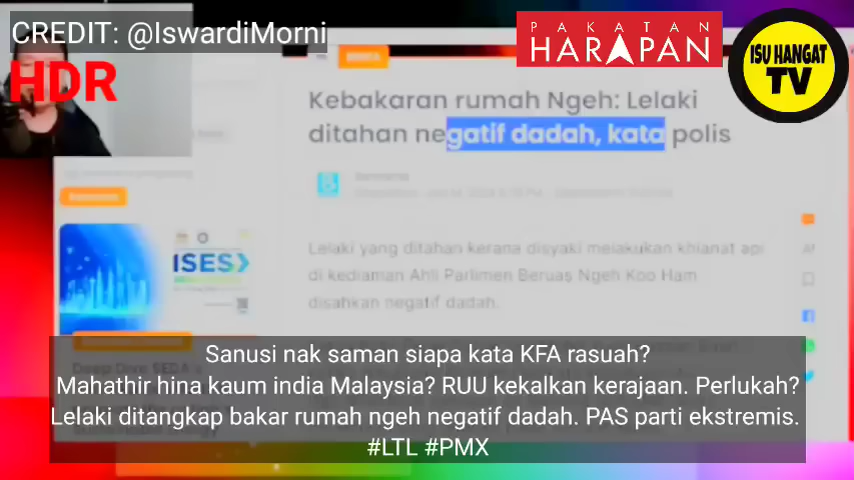 CREDIT: @IswardiMorni
HDR
PAKATAN
HARAPAN
ISU HANGAT
TV
Kebakaran rumah Ngeh: Lelaki
ditahan negatif dadah, kata polis
Lelaki yang ditahan kerana disyaki melakukan khianat api
di kediaman Ahli Parlimen Beruas Ngeh Koo Ham
disahkan negatif dadah.
ISES
Sanusi nak saman siapa kata KFA rasuah?
Mahathir hina kaum india Malaysia? RUU kekalkan kerajaan. Perlukah?
Lelaki ditangkap bakar rumah ngeh negatif dadah. PAS parti ekstremis.
#LTL #PMX